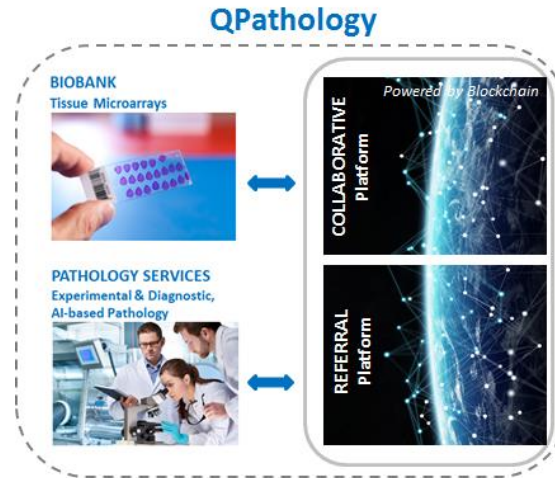 QPathology
BIOBANK
Tissue Microarrays
Powered by Blockchain
COLLABORATIVE
Platform
PATHOLOGY SERVICES
Experimental & Diagnostic,
AI-based Pathology
REFERRAL
Platform